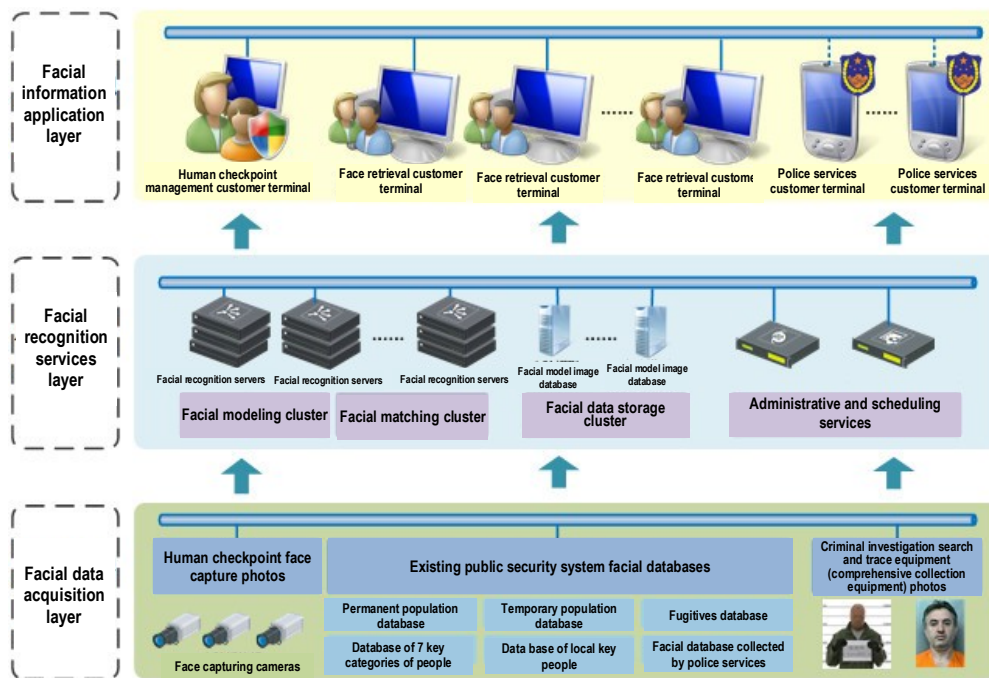 Facial
information
application
layer
......
......
Human checkpoint
management customer terminal
Face retrieval customer
terminal
Face retrieval customer
terminal
Face retrieval custome
terminal
Police services
customer terminal
Police services
customer terminal
Facial
recognition
services
layer
......
......
Facial recognition servers
Facial recognition servers
Facial recognition servers
Facial model image
database
Facial model image
database
Facial modeling cluster
Facial matching cluster
Facial data storage
cluster
Administrative and scheduling
services
Facial data
acquisition
layer
Human checkpoint face
capture photos
Existing public security system facial databases
Criminal investigation search
and trace equipment
(comprehensive collection
equipment) photos
Permanent population
database
Temporary population
database
Fugitives database
Database of 7 key
categories of people
Data base of local key
people
Facial database collected
by police services
Face capturing cameras